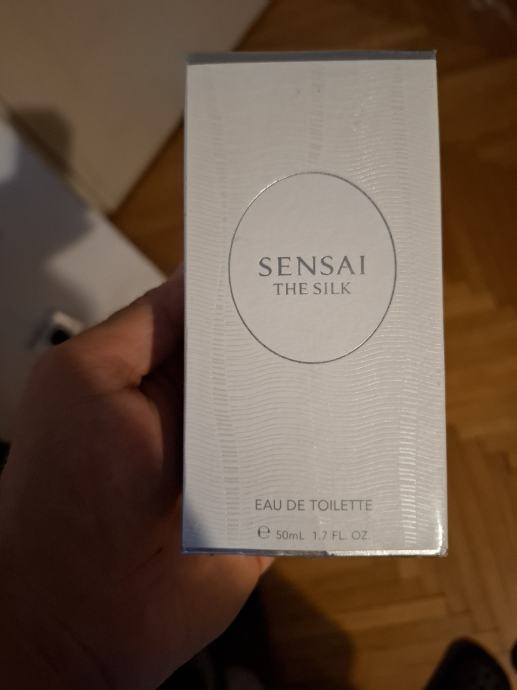 SENSAI
THE SILK
EAU DE TOILETTE
℮ 50mL 1.7 FL. OZ.